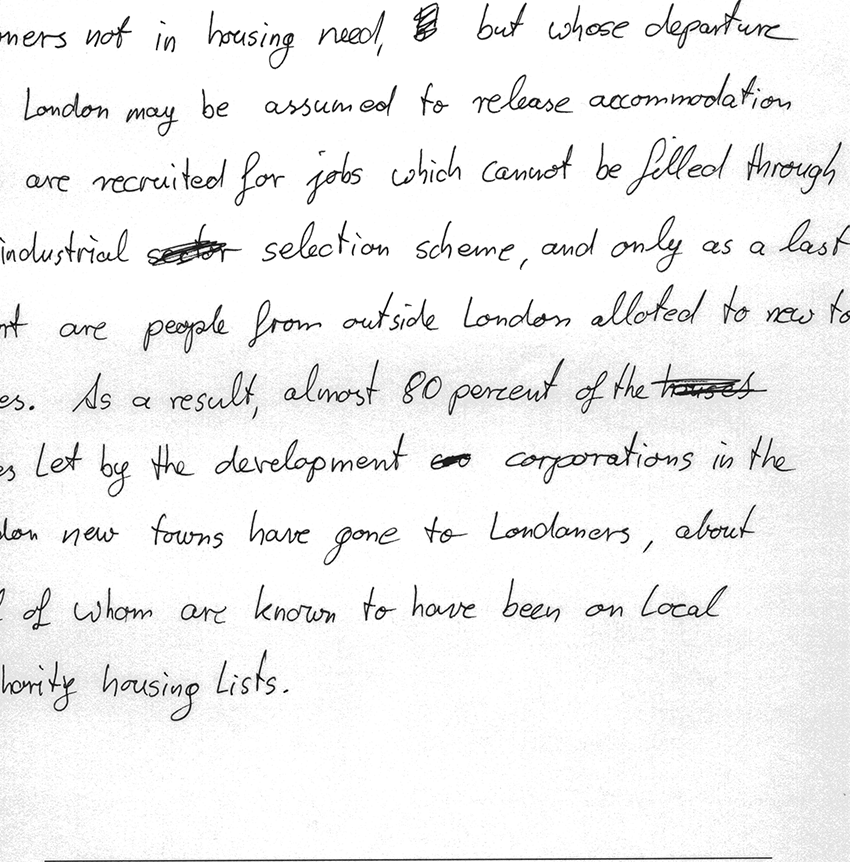 mers not in housing need, but whose departure
London may be assumed to release accommodation
are recruited for jobs which cannot be filled through
industrial sector selection scheme, and only as a last
nt are people from outside London alloted to new to
es. As a result, almost 80 percent of the houses
es Let by the development corporations in the
don new towns have gone to Londoners, about
of whom are known to have been on Local
hority housing Lists.